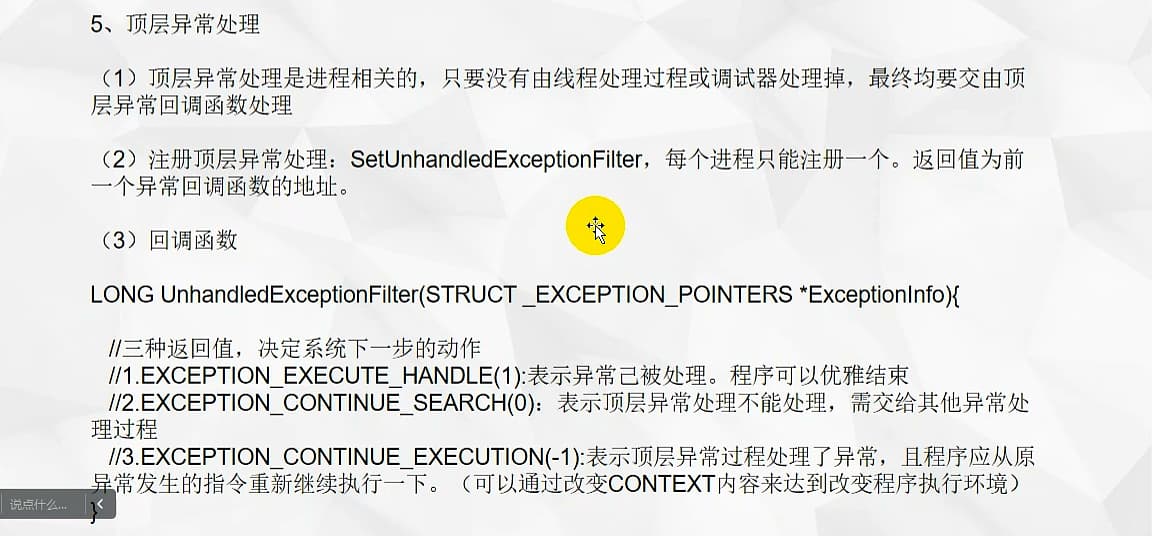 5、顶层异常处理
（1）顶层异常处理是进程相关的，只要没有由线程处理过程或调试器处理掉，最终均要交由顶
层异常回调函数处理
（2）注册顶层异常处理：SetUnhandledExceptionFilter，每个进程只能注册一个。返回值为前
一个异常回调函数的地址。
（3）回调函数
LONG UnhandledExceptionFilter(STRUCT _EXCEPTION_POINTERS *ExceptionInfo){
//三种返回值，决定系统下一步的动作
//1.EXCEPTION_EXECUTE_HANDLE(1):表示异常己被处理。程序可以优雅结束
//2.EXCEPTION_CONTINUE_SEARCH(0)：表示顶层异常处理不能处理，需交给其他异常处
理过程
//3.EXCEPTION_CONTINUE_EXECUTION(-1):表示顶层异常过程处理了异常，且程序应从原
异常发生的指令重新继续执行一下。（可以通过改变CONTEXT内容来达到改变程序执行环境）
说点什么...
}